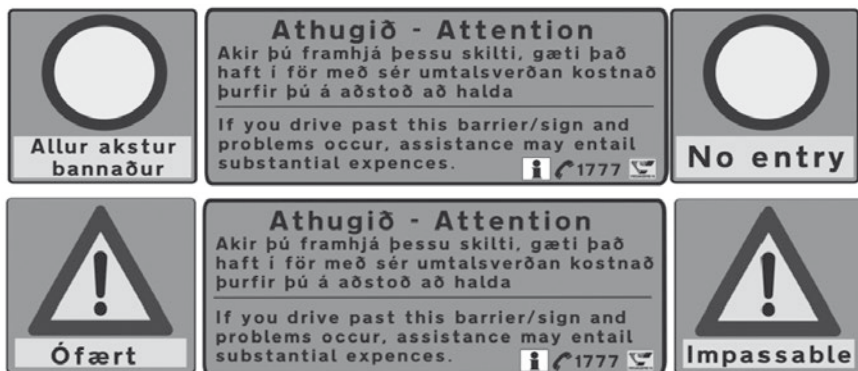 Allur akstur
bannaður
Athugið - Attention
Akir þú framhjá þessu skilti, gæti það
haft í för með sér umtalsverðan kostnað
þurfir þú á aðstoð að halda
If you drive past this barrier/sign and
problems occur, assistance may entail
substantial expences.
i 1777
No entry
Ófært
Athugið - Attention
Akir þú framhjá þessu skilti, gæti það
haft í för með sér umtalsverðan kostnað
þurfir þú á aðstoð að halda
If you drive past this barrier/sign and
problems occur, assistance may entail
substantial expences.
i 1777
Impassable